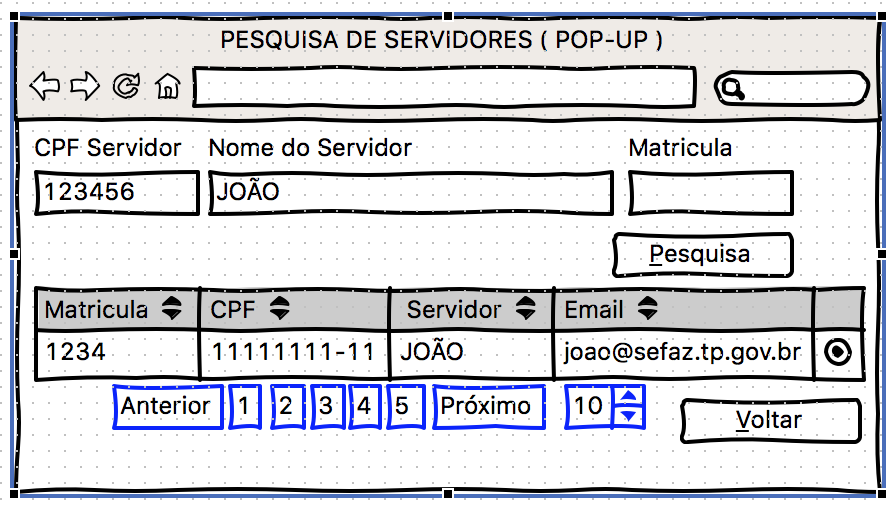 PESQUISA DE SERVIDORES ( POP-UP )
CPF Servidor Nome do Servidor Matricula
123456 JOÃO
Pesquisa
Matricula CPF Servidor Email
1234 11111111-11 JOÃO joao@sefaz.tp.gov.br
Anterior 1 2 3 4 5 Próximo 10
Voltar